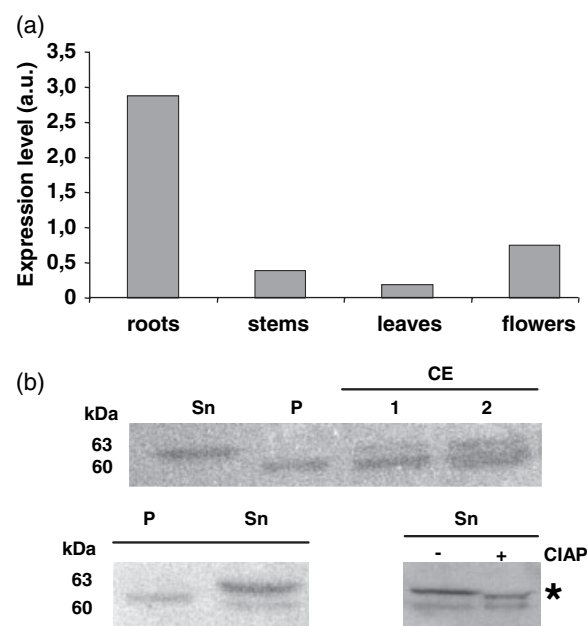 (a)
Expression level (a.u.)
3,5
3,0
2,5
2,0
1,5
1,0
0,5
0
roots stems leaves flowers
(b)
CE
kDa Sn P 1 2
63
60
P Sn Sn
kDa - + CIAP
63
60
*